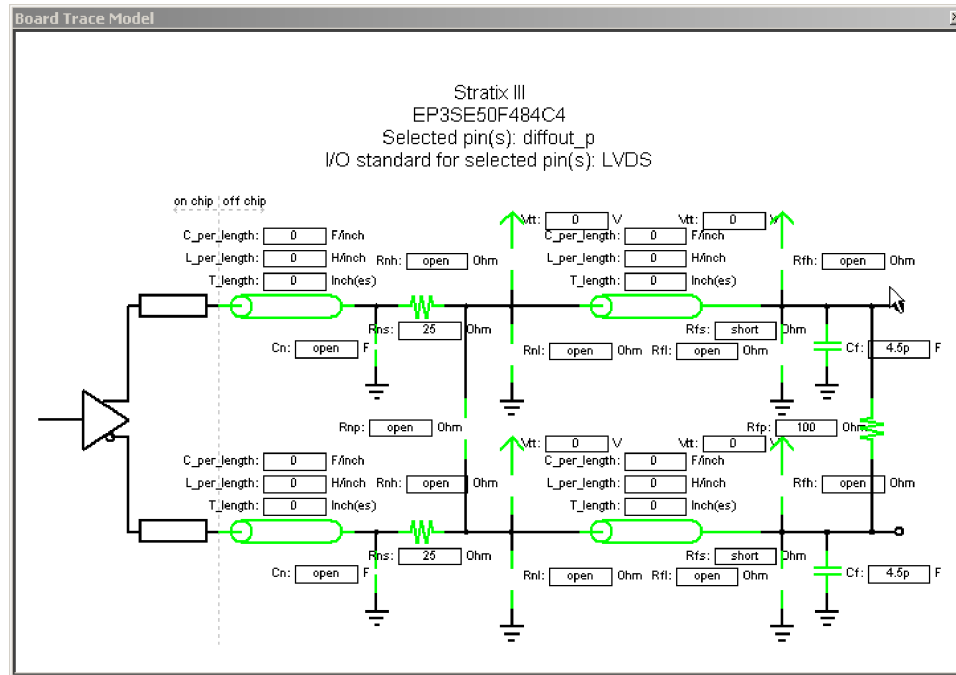 Board Trace Model
Stratix III
EP3SE50F484C4
Selected pin(s): diffout_p
I/O standard for selected pin(s): LVDS
on chip off chip
Vtt: 0 V Vtt: 0 V
C_per_length: 0 F/inch C_per_length: 0 F/inch
L_per_length: 0 H/inch Rnh: open Ohm L_per_length: 0 H/inch Rfh: open Ohm
T_length: 0 Inch(es) T_length: 0 Inch(es)
Rns: 25 Ohm Rfs: short Ohm
Cn: open F Rnl: open Ohm Rfl: open Ohm Cf: 4.5p F
Rnp: open Ohm Rfp: 100 Ohm
Vtt: 0 V Vtt: 0 V
C_per_length: 0 F/inch C_per_length: 0 F/inch
L_per_length: 0 H/inch Rnh: open Ohm L_per_length: 0 H/inch Rfh: open Ohm
T_length: 0 Inch(es) T_length: 0 Inch(es)
Rns: 25 Ohm Rfs: short Ohm
Cn: open F Rnl: open Ohm Rfl: open Ohm Cf: 4.5p F